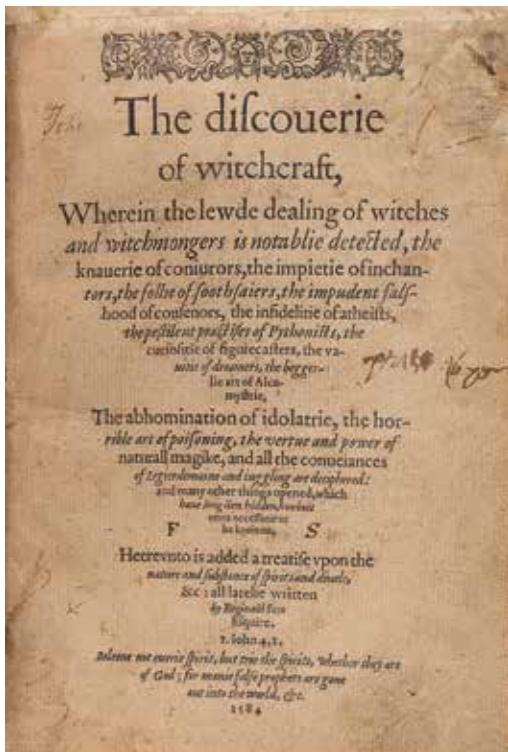 The diſcouerie
of witchcraft,
Wherein the lewde dealing of witches
and witchmongers is notablie detected, the
knauerie of coniurors, the impietie of inchan-
tors, the follie of ſoothſaiers, the impudent falſ-
hood of couſenors, the infidelitie of atheiſts,
the peſtilent practiſes of Pythoniſts, the
curioſitie of figurecaſters, the va-
nitie of dreamers, the begger-
lie art of Alcu-
myſtrie,
The abhomination of idolatrie, the hor-
rible art of poiſoning, the vertue and power of
naturall magike, and all the conueiances
of Legierdemaine and iuggling are deciphered:
and many other things opened, which
haue long lien hidden, howbeit
verie neceſſarie to
be knowne.
F S
Heerevnto is added a treatiſe vpon the
nature and ſubſtance of ſpirits and diuels,
&c : all latelie written
by Reginald Scot
Eſquire.
1. Iohn. 4, 1.
Beleeue not euerie ſpirit, but trie the ſpirits, whether they are
of God ; for manie falſe prophets are gone
out into the world, &c.
1584